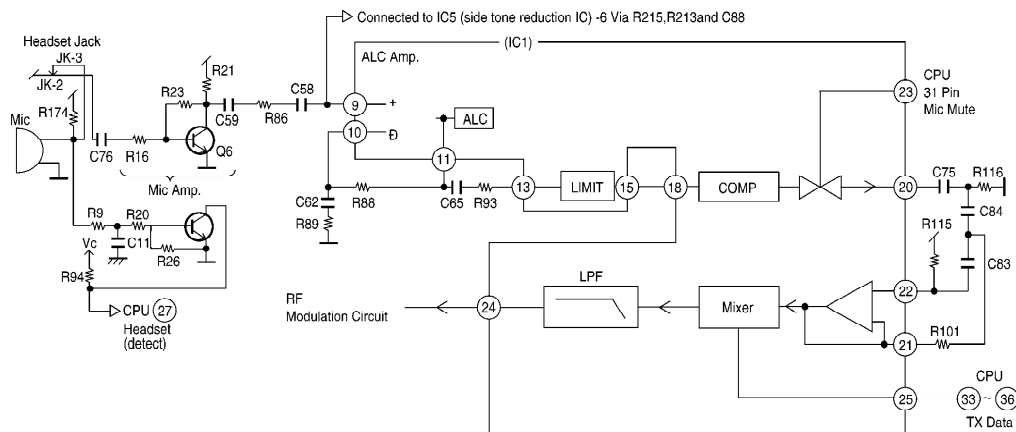 Connected to IC5 (side tone reduction IC) -6 Via R215,R213and C88
Headset Jack
JK-3
JK-2
R174
Mic
C76
R16
R23
R21
Q6
Mic Amp.
C59
R86
C58
ALC Amp.
(IC1)
9
+
10
Đ
ALC
11
C62
R89
R88
C65
R93
13
LIMIT
15
18
COMP
23
CPU
31 Pin
Mic Mute
20
C75
R116
C84
R115
C83
R9
R20
Vc
C11
R26
R94
CPU 27
Headset
(detect)
RF
Modulation Circuit
24
LPF
Mixer
22
21
R101
25
CPU
33 ~ 36
TX Data